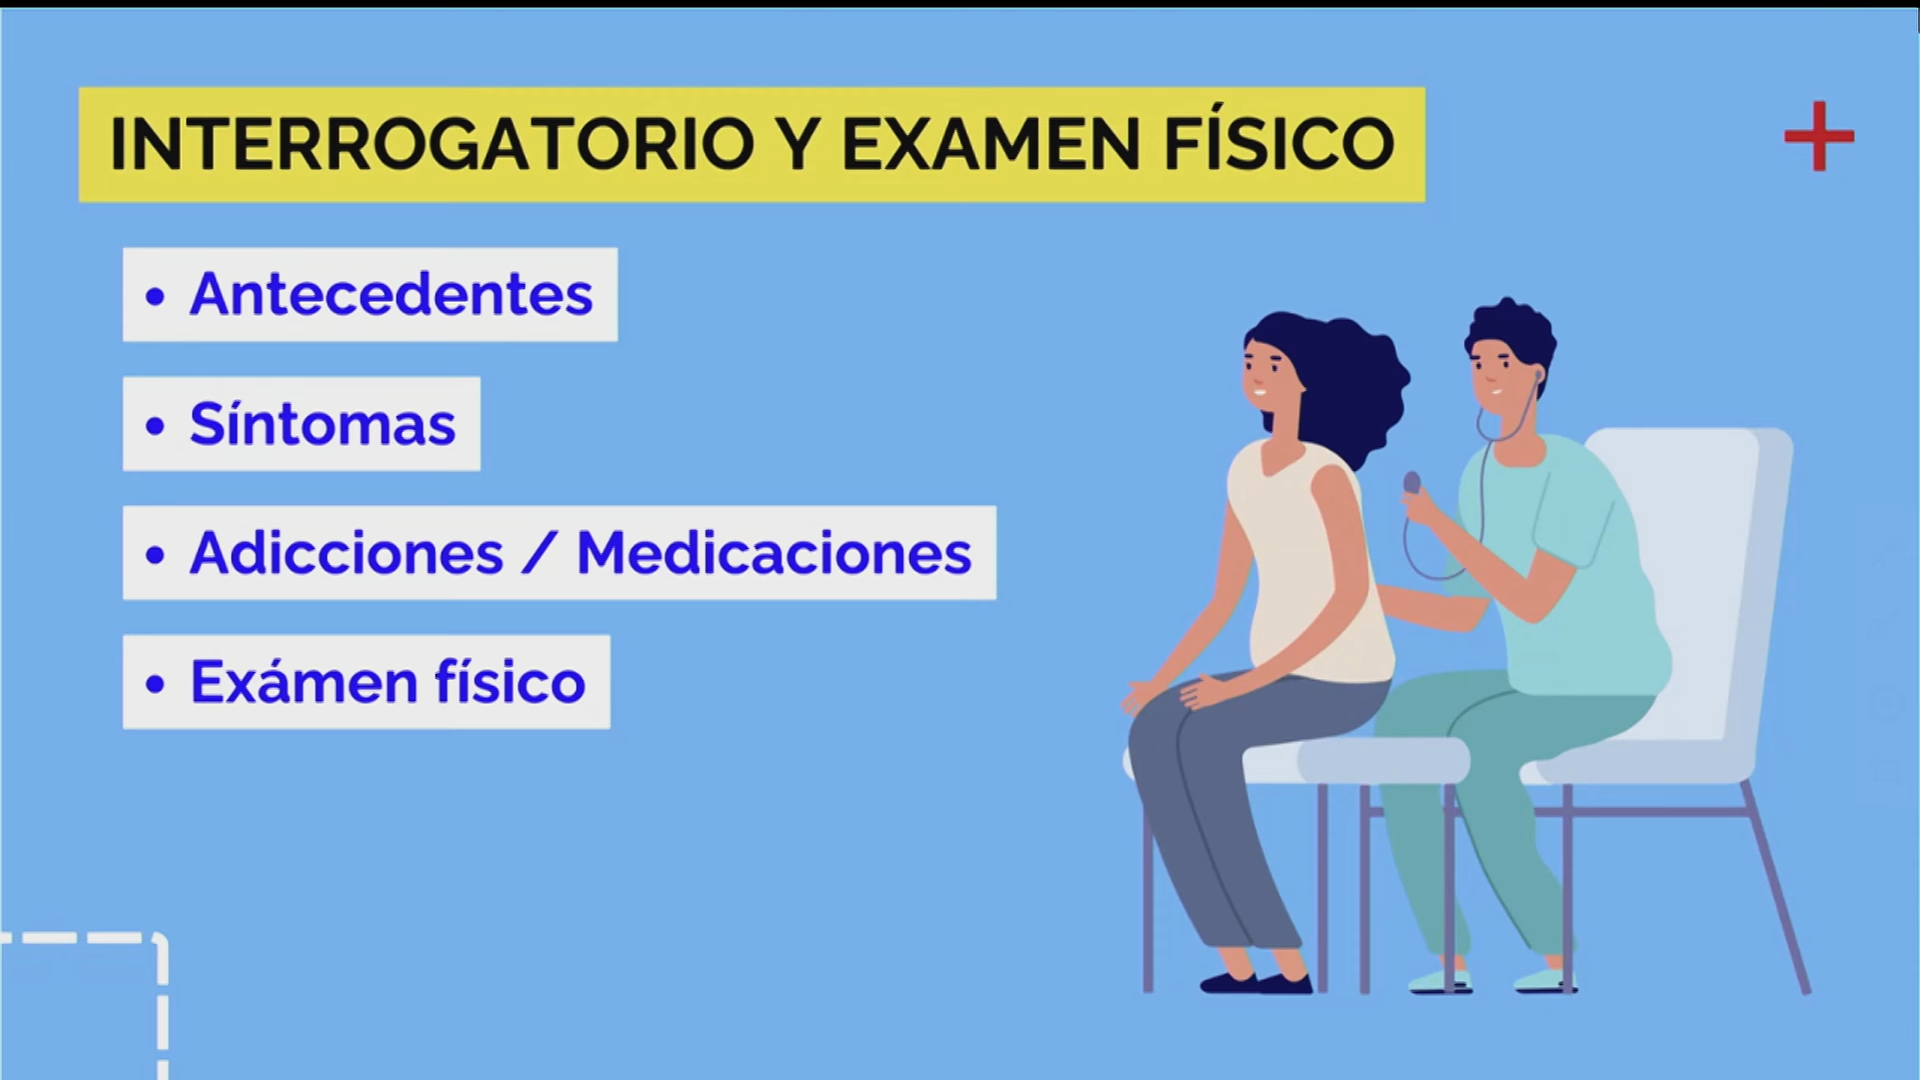 INTERROGATORIO Y EXAMEN FÍSICO
• Antecedentes
• Síntomas
• Adicciones / Medicaciones
• Exámen físico